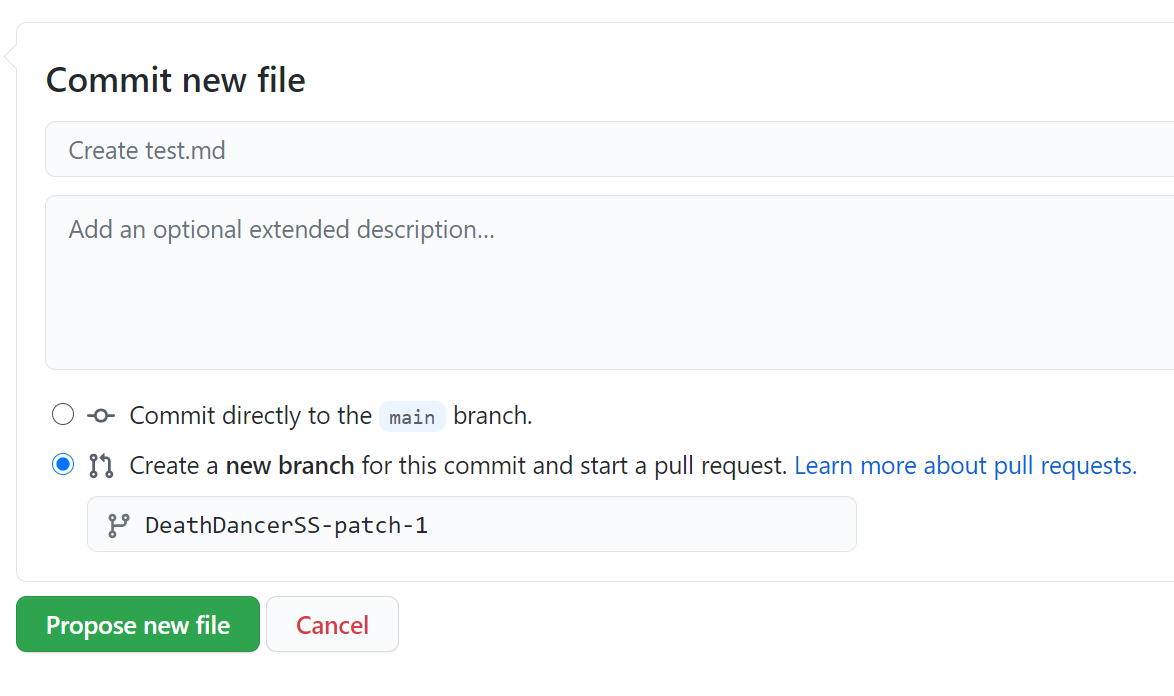 Commit new file
Create test.md
Add an optional extended description…
Commit directly to the main branch.
Create a new branch for this commit and start a pull request. Learn more about pull requests.
DeathDancerSS-patch-1
Propose new file
Cancel